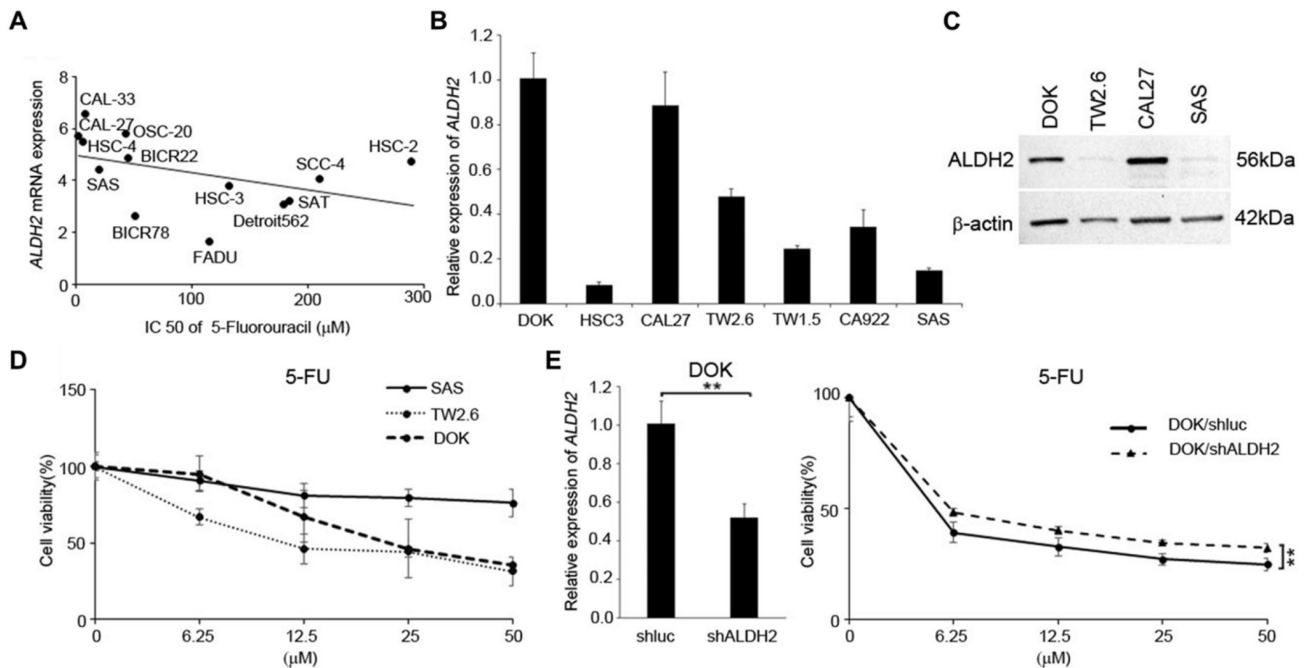 A
ALDH2 mRNA expression
8
6
4
2
0
CAL-33
CAL-27
OSC-20
HSC-4
BICR22
SAS
HSC-3
SCC-4
HSC-2
SAT
Detroit562
BICR78
FADU
100
200
300
IC 50 of 5-Fluorouracil (μM)
B
Relative expression of ALDH2
1.2
1.0
0.8
0.6
0.4
0.2
0.0
DOK HSC3 CAL27 TW2.6 TW1.5 CA922 SAS
C
DOK TW2.6 CAL27 SAS
ALDH2 56kDa
β-actin 42kDa
D
5-FU
SAS
TW2.6
DOK
Cell viability(%)
150
100
50
0
0 6.25 12.5 25 50
(μM)
E
DOK
**
Relative expression of ALDH2
1.2
1.0
0.8
0.6
0.4
0.2
0.0
shluc shALDH2
5-FU
DOK/shluc
DOK/shALDH2
Cell viability(%)
100
50
0
**
0 6.25 12.5 25 50
(μM)